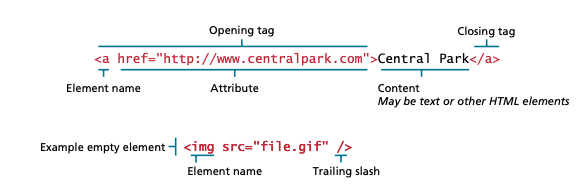 Opening tag
Closing tag
<a href="http://www.centralpark.com">Central Park</a>
Element name
Attribute
Content
May be text or other HTML elements
Example empty element
<img src="file.gif" />
Element name
Trailing slash